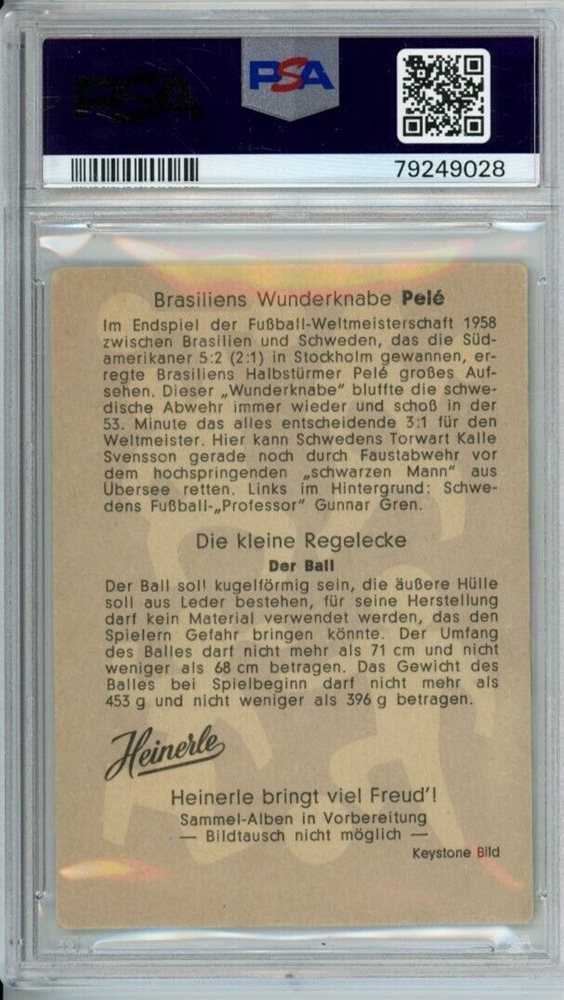 PSA
PSA
79249028
Brasiliens Wunderknabe Pelé
Im Endspiel der Fußball-Weltmeisterschaft 1958
zwischen Brasilien und Schweden, das die Süd-
amerikaner 5:2 (2:1) in Stockholm gewannen, er-
regte Brasiliens Halbstürmer Pelé großes Auf-
sehen. Dieser „Wunderknabe“ bluffte die schwe-
dische Abwehr immer wieder und schoß in der
53. Minute das alles entscheidende 3:1 für den
Weltmeister. Hier kann Schwedens Torwart Kalle
Svensson gerade noch durch Faustabwehr vor
dem hochspringenden „schwarzen Mann“ aus
Übersee retten. Links im Hintergrund: Schwe-
dens Fußball-„Professor“ Gunnar Gren.
Die kleine Regelecke
Der Ball
Der Ball soll kugelförmig sein, die äußere Hülle
soll aus Leder bestehen, für seine Herstellung
darf kein Material verwendet werden, das den
Spielern Gefahr bringen könnte. Der Umfang
des Balles darf nicht mehr als 71 cm und nicht
weniger als 68 cm betragen. Das Gewicht des
Balles bei Spielbeginn darf nicht mehr als
453 g und nicht weniger als 396 g betragen.
Heinerle
Heinerle bringt viel Freud'!
Sammel-Alben in Vorbereitung
— Bildtausch nicht möglich —
Keystone Bild